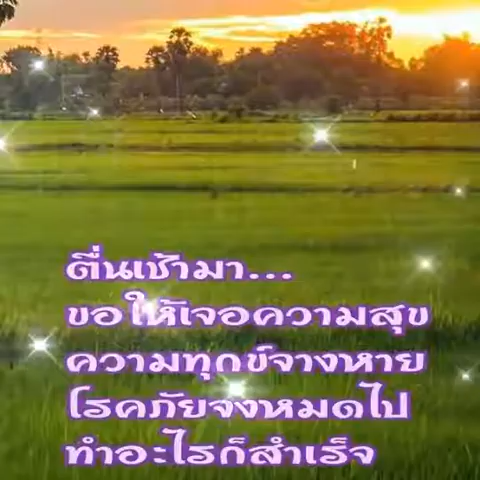 ตื่นเช้ามา...
ขอให้เจอความสุข
ความทุกข์จางหาย
โรคภัยจงหมดไป
ทำอะไรก็สำเร็จ